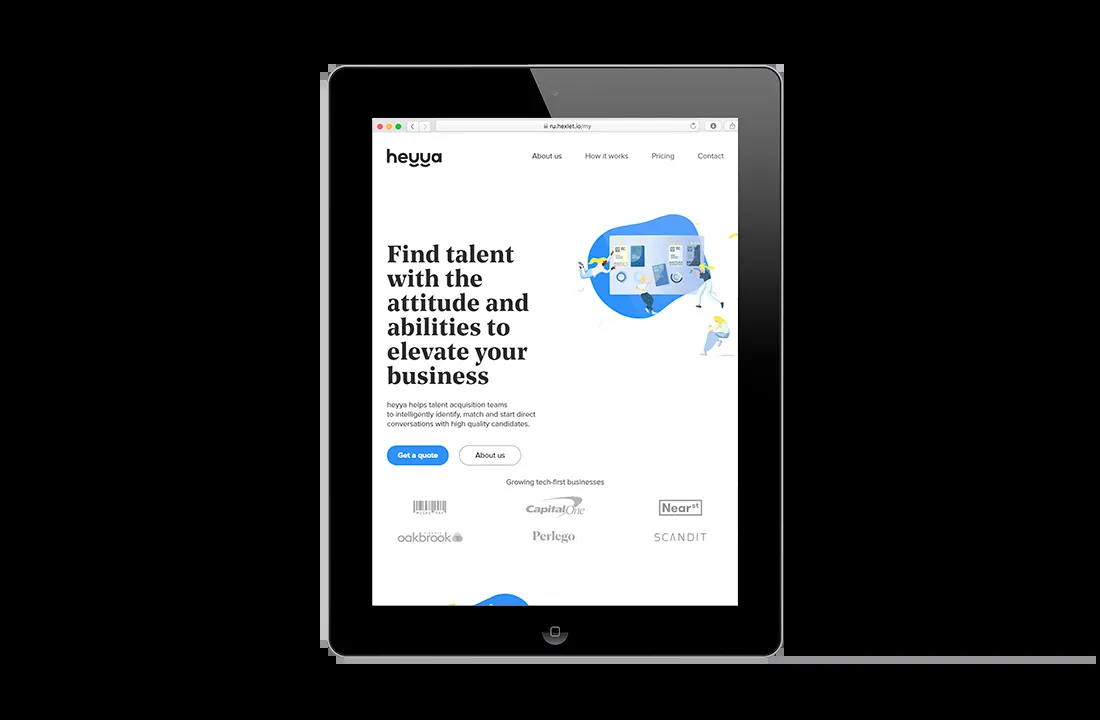 ru.hexlet.io/my
heyya
About us
How it works
Pricing
Contact
Find talent
with the
attitude and
abilities to
elevate your
business
heyya helps talent acquisition teams
to intelligently identify, match and start direct
conversations with high quality candidates.
Get a quote
About us
Growing tech-first businesses
CapitalOne
Near st
oakbrook
Perlego
SCANDIT